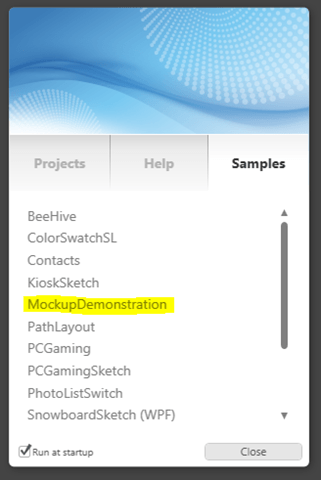 Projects Help Samples
BeeHive
ColorSwatchSL
Contacts
KioskSketch
MockupDemonstration
PathLayout
PCGaming
PCGamingSketch
PhotoListSwitch
SnowboardSketch (WPF)
Run at startup Close